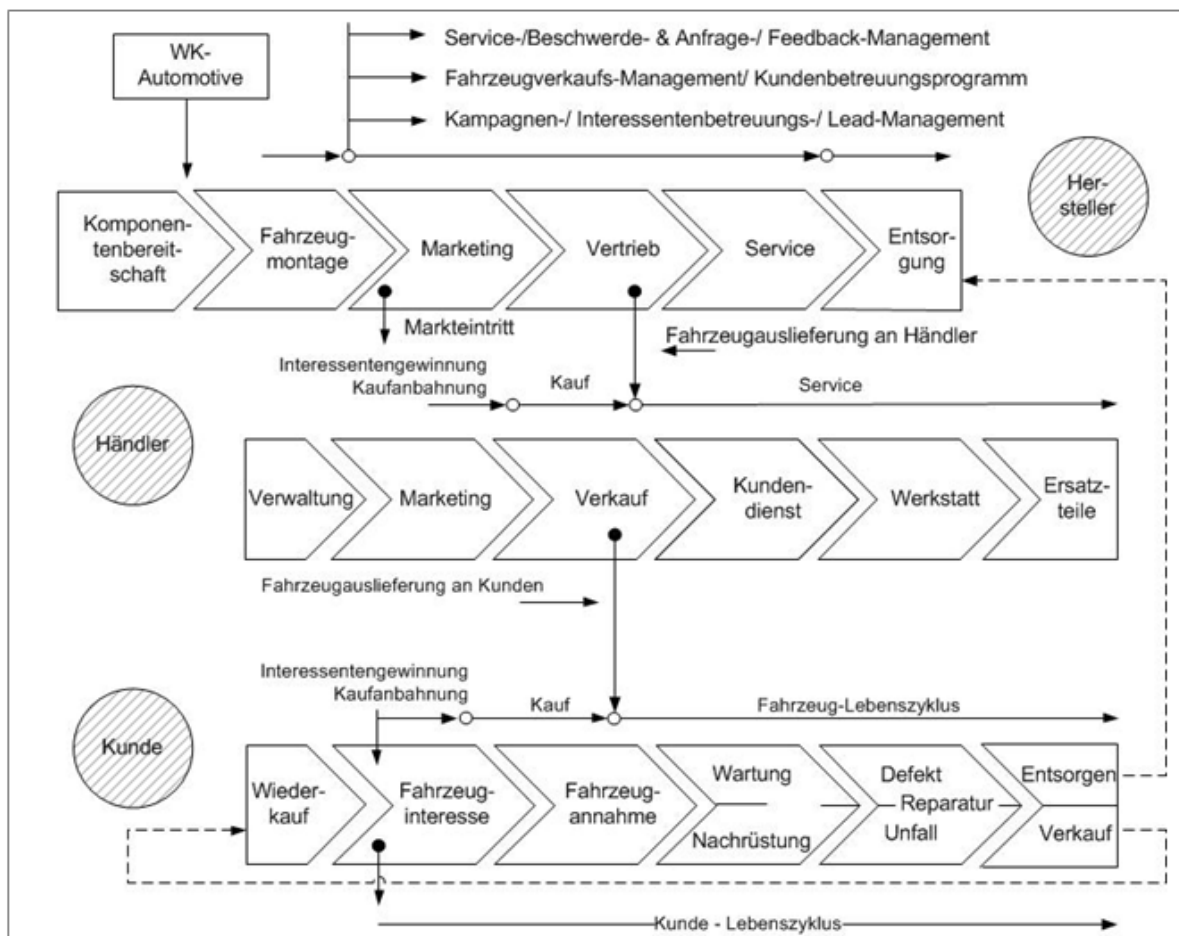 WK-
Automotive
Service-/Beschwerde- & Anfrage-/ Feedback-Management
Fahrzeugverkaufs-Management/ Kundenbetreuungsprogramm
Kampagnen-/ Interessentenbetreuungs-/ Lead-Management
Her-
steller
Komponen-
tenbereit-
schaft
Fahrzeug-
montage
Marketing
Vertrieb
Service
Entsor-
gung
Markteintritt
Fahrzeugauslieferung an Händler
Interessentengewinnung
Kaufanbahnung
Kauf
Service
Händler
Verwaltung
Marketing
Verkauf
Kunden-
dienst
Werkstatt
Ersatz-
teile
Fahrzeugauslieferung an Kunden
Interessentengewinnung
Kaufanbahnung
Kauf
Fahrzeug-Lebenszyklus
Kunde
Wieder-
kauf
Fahrzeug-
interesse
Fahrzeug-
annahme
Wartung
Nachrüstung
Defekt
Reparatur
Unfall
Entsorgen
Verkauf
Kunde - Lebenszyklus